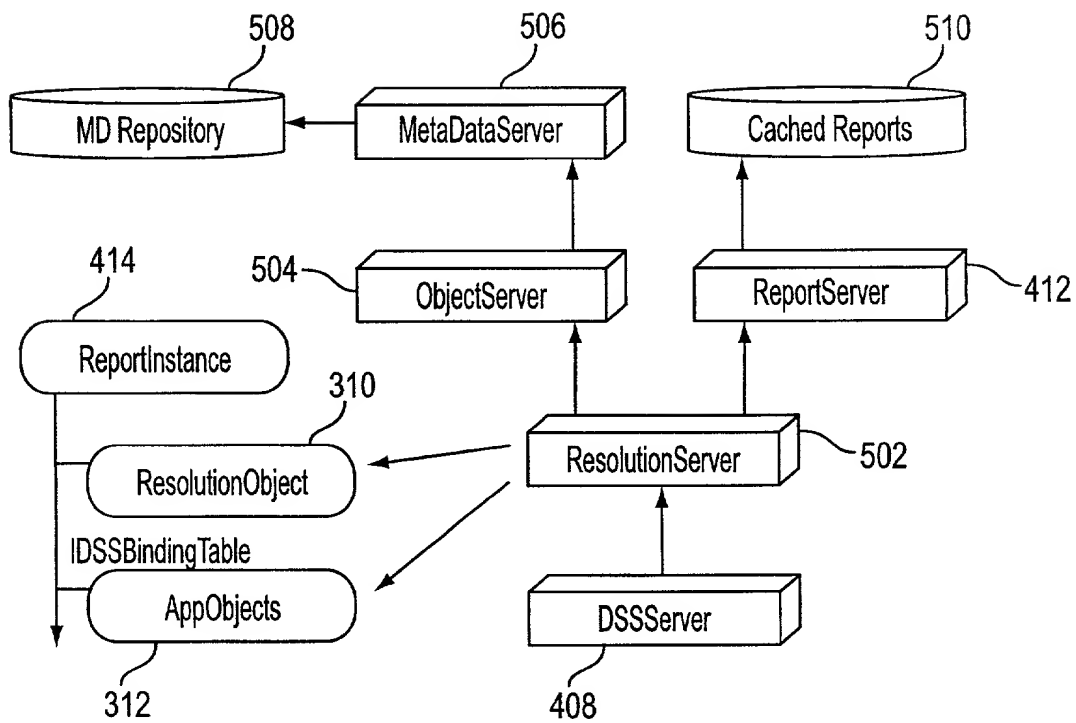 508
506
510
MD Repository
MetaDataServer
Cached Reports
414
504
ObjectServer
ReportServer
412
ReportInstance
310
ResolutionServer
502
ResolutionObject
IDSSBindingTable
AppObjects
DSSServer
312
408